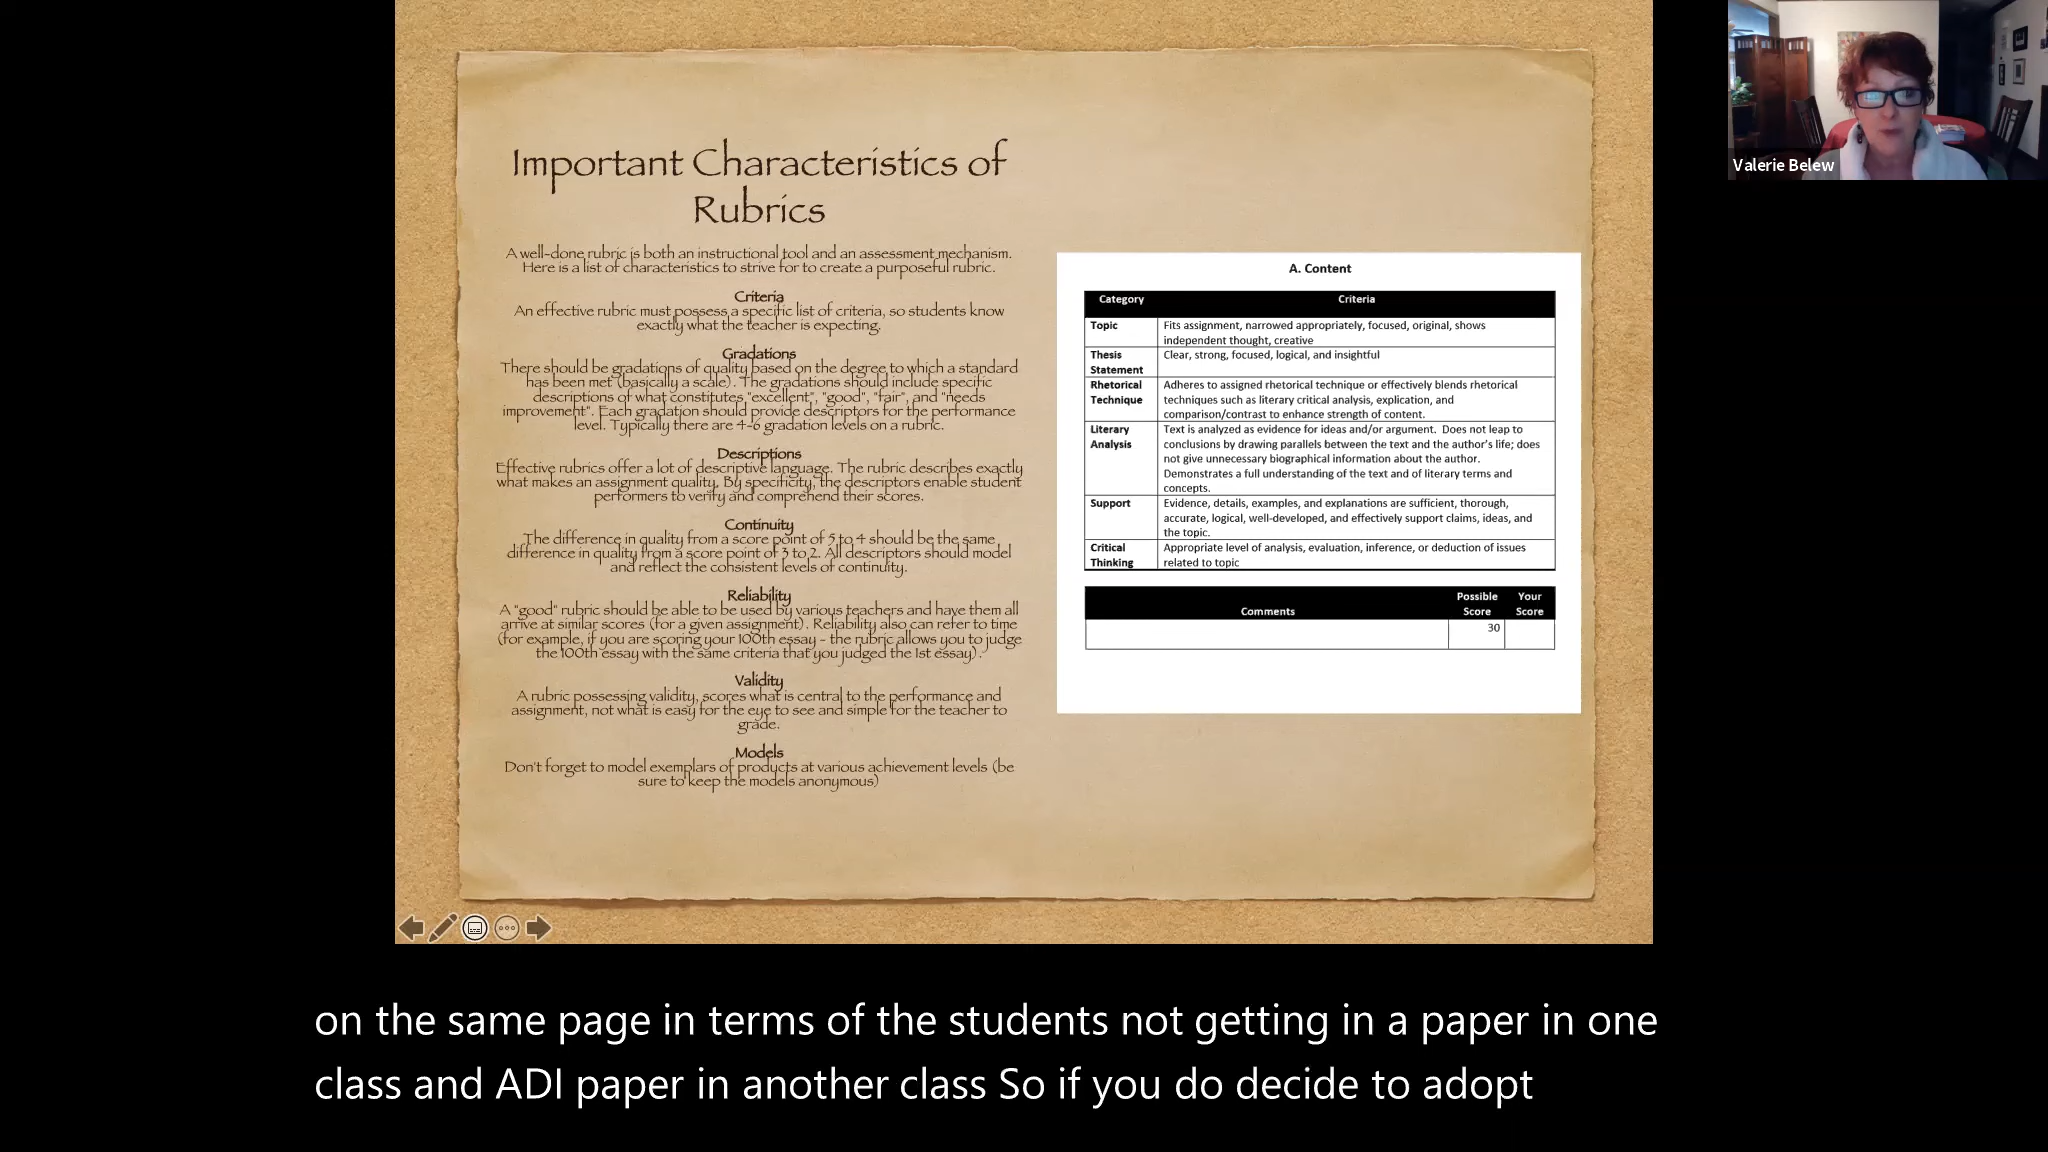 Important Characteristics of
Rubrics
A well-done rubric is both an instructional tool and an assessment mechanism.
Here is a list of characteristics to strive for to create a purposeful rubric.
Criteria
An effective rubric must possess a specific list of criteria, so students know
exactly what the teacher is expecting.
Gradations
There should be gradations of quality based on the degree to which a standard
has been met (basically a scale). The gradations should include specific
descriptions of what constitutes "excellent", "good", "fair", and "needs
improvement". Each gradation should provide descriptors for the performance
level. Typically there are 4-6 gradation levels on a rubric.
Descriptions
Effective rubrics offer a lot of descriptive language. The rubric describes exactly
what makes an assignment quality. By specificity, the descriptors enable student
performers to verify and comprehend their scores.
Continuity
The difference in quality from a score point of 5 to 4 should be the same
difference in quality from a score point of 3 to 2. All descriptors should model
and reflect the consistent levels of continuity.
Reliability
A "good" rubric should be able to be used by various teachers and have them all
arrive at similar scores (for a given assignment). Reliability also can refer to time
(for example, if you are scoring your 100th essay - the rubric allows you to judge
the 100th essay with the same criteria that you judged the 1st essay).
Validity
A rubric possessing validity, scores what is central to the performance and
assignment, not what is easy for the eye to see and simple for the teacher to
grade.
Models
Don't forget to model exemplars of products at various achievement levels (be
sure to keep the models anonymous)
A. Content
Category Criteria
Topic Fits assignment, narrowed appropriately, focused, original, shows
independent thought, creative
Thesis Clear, strong, focused, logical, and insightful
Statement
Rhetorical Adheres to assigned rhetorical technique or effectively blends rhetorical
Technique techniques such as literary critical analysis, explication, and
comparison/contrast to enhance strength of content.
Literary Text is analyzed as evidence for ideas and/or argument. Does not leap to
Analysis conclusions by drawing parallels between the text and the author's life; does
not give unnecessary biographical information about the author.
Demonstrates a full understanding of the text and of literary terms and
concepts.
Support Evidence, details, examples, and explanations are sufficient, thorough,
accurate, logical, well-developed, and effectively support claims, ideas, and
the topic.
Critical Appropriate level of analysis, evaluation, inference, or deduction of issues
Thinking related to topic
Possible Your
Comments Score Score
30
Valerie Belew
on the same page in terms of the students not getting in a paper in one
class and ADI paper in another class So if you do decide to adopt